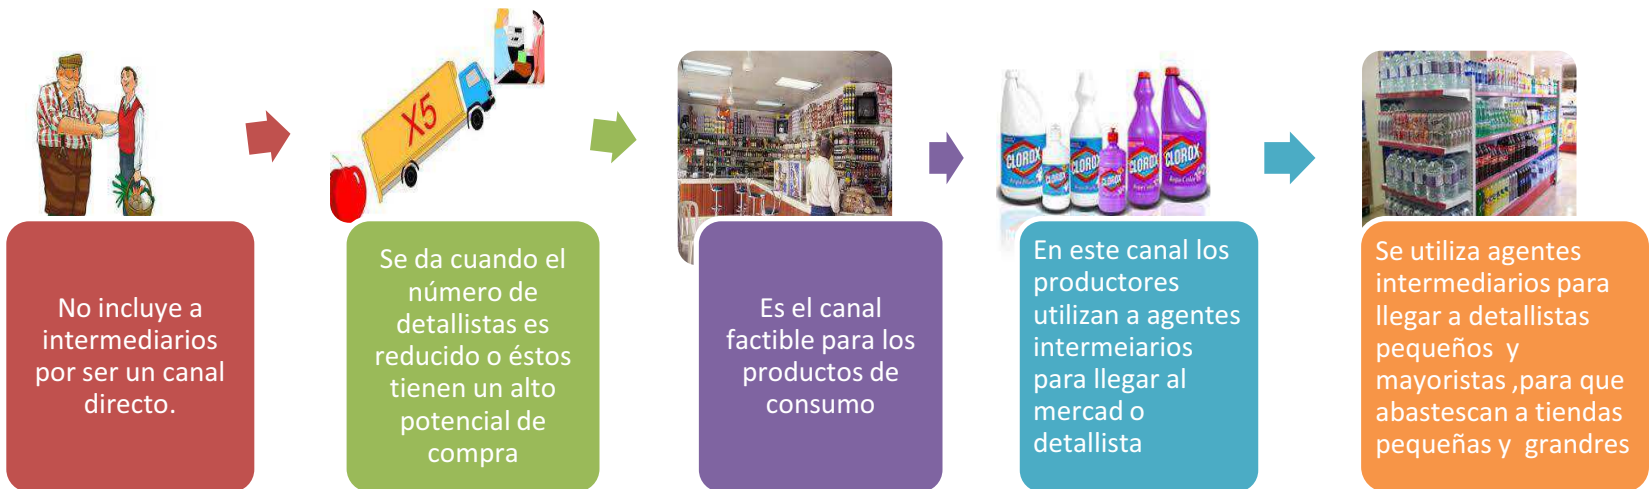 X5
CLOROX
CLOROX
CLOROX
CLOROX
CLOROX
CLOROX
No incluye a
intermediarios
por ser un canal
directo.
Se da cuando el
número de
detallistas es
reducido o éstos
tienen un alto
potencial de
compra
Es el canal
factible para los
productos de
consumo
En este canal los
productores
utilizan a agentes
intermeiarios
para llegar al
mercad o
detallista
Se utiliza agentes
intermediarios para
llegar a detallistas
pequeños y
mayoristas ,para que
abastescan a tiendas
pequeñas y grandres